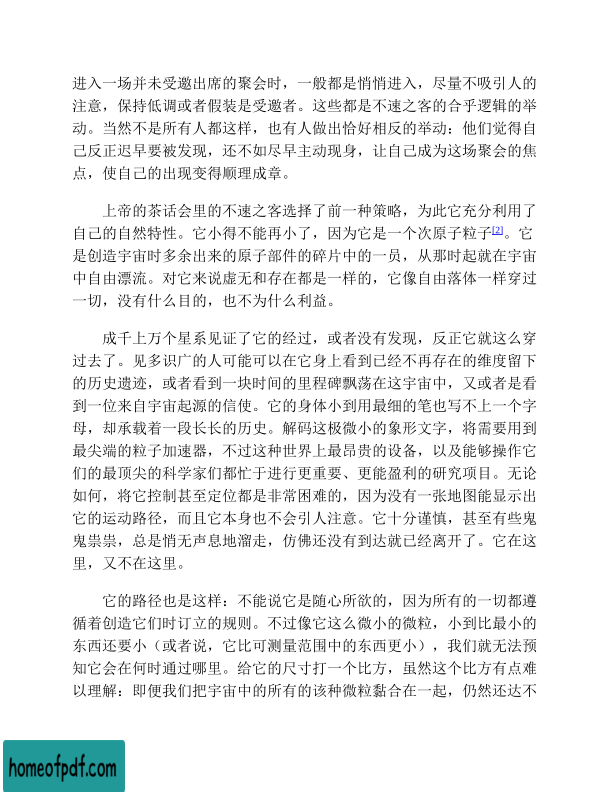 进入一场并未受邀出席的聚会时，一般都是悄悄进入，尽量不吸引人的
注意，保持低调或者假装是受邀者。这些都是不速之客的合乎逻辑的举
动。当然不是所有人都这样，也有人做出恰好相反的举动：他们觉得自
己反正迟早要被发现，还不如尽早主动现身，让自己成为这场聚会的焦
点，使自己的出现变得顺理成章。
上帝的茶话会里的不速之客选择了前一种策略，为此它充分利用了
自己的自然特性。它小得不能再小了，因为它是一个次原子粒子[2]。它
是创造宇宙时多余出来的原子部件的碎片中的一员，从那时起就在宇宙
中自由漂流。对它来说虚无和存在都是一样的，它像自由落体一样穿过
一切，没有什么目的，也不为什么利益。
成千上万个星系见证了它的经过，或者没有发现，反正它就这么穿
过去了。见多识广的人可能可以在它身上看到已经不再存在的维度留下
的历史遗迹，或者看到一块时间的里程碑飘荡在这宇宙中，又或者是看
到一位来自宇宙起源的信使。它的身体小到用最细的笔也写不上一个字
母，却承载着一段长长的历史。解码这极微小的象形文字，将需要用到
最尖端的粒子加速器，不过这种世界上最昂贵的设备，以及能够操作它
们的最顶尖的科学家们都忙于进行更重要、更能盈利的研究项目。无论
如何，将它控制甚至定位都是非常困难的，因为没有一张地图能显示出
它的运动路径，而且它本身也不会引人注意。它十分谨慎，甚至有些鬼
鬼祟祟，总是悄无声息地溜走，仿佛还没有到达就已经离开了。它在这
里，又不在这里。
它的路径也是这样：不能说它是随心所欲的，因为所有的一切都遵
循着创造它们时订立的规则。不过像它这么微小的微粒，小到比最小的
东西还要小（或者说，它比可测量范围中的东西更小），我们就无法预
知它会在何时通过哪里。给它的尺寸打一个比方，虽然这个比方有点难
以理解：即便我们把宇宙中的所有的该种微粒黏合在一起，仍然还达不
homeofpdf.com